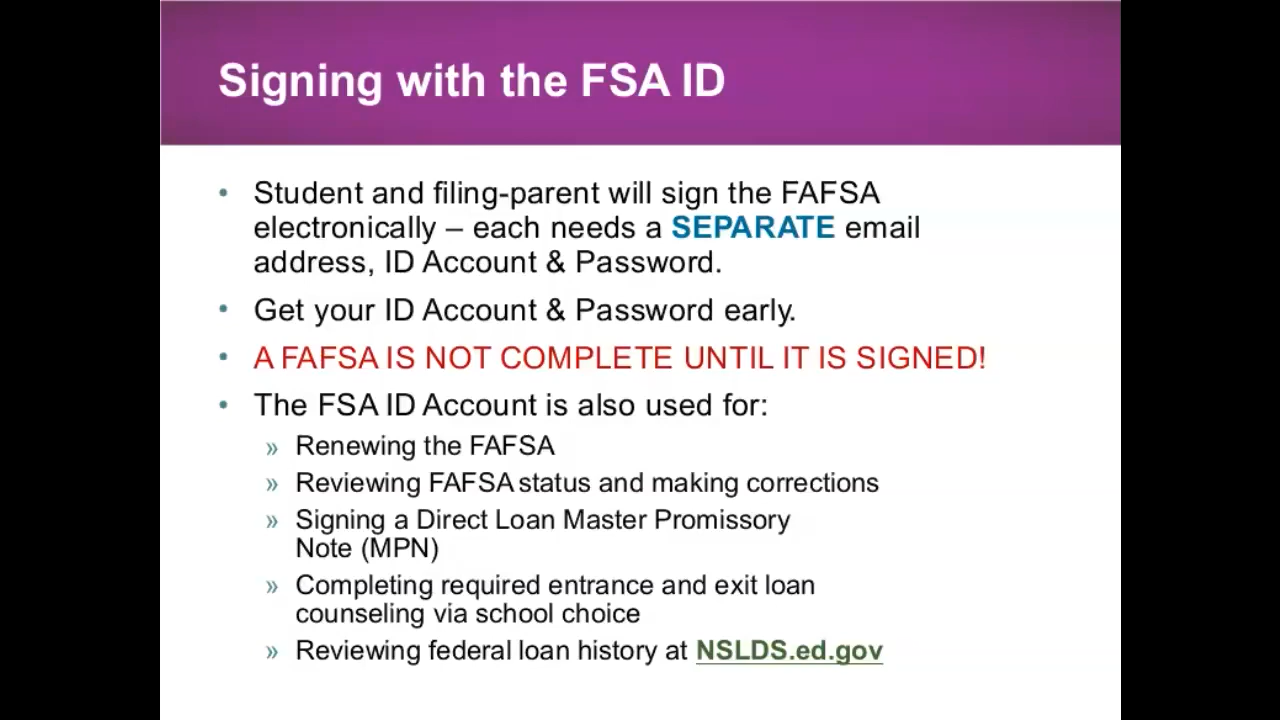 Signing with the FSA ID
• Student and filing-parent will sign the FAFSA
electronically – each needs a SEPARATE email
address, ID Account & Password.
• Get your ID Account & Password early.
• A FAFSA IS NOT COMPLETE UNTIL IT IS SIGNED!
• The FSA ID Account is also used for:
» Renewing the FAFSA
» Reviewing FAFSA status and making corrections
» Signing a Direct Loan Master Promissory
Note (MPN)
» Completing required entrance and exit loan
counseling via school choice
» Reviewing federal loan history at NSLDS.ed.gov